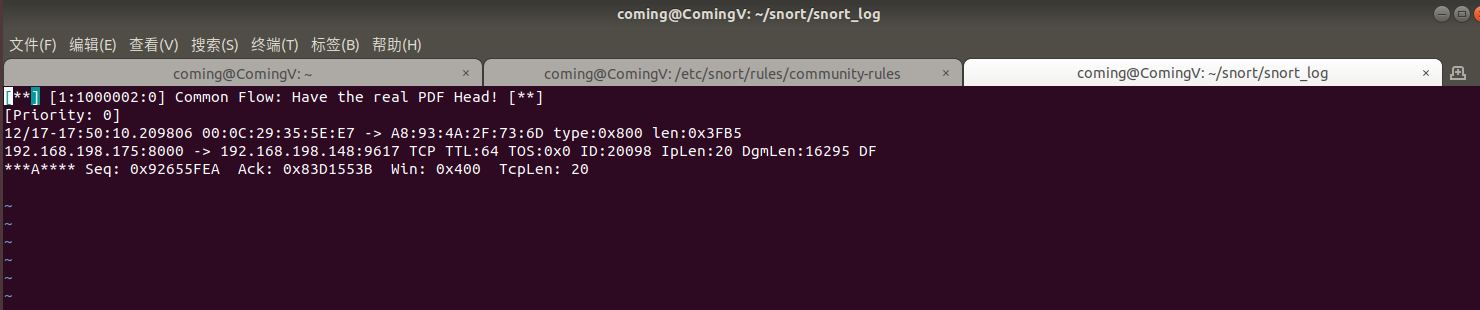 coming@ComingV: ~/snort/snort_log
文件(F) 编辑(E) 查看(V) 搜索(S) 终端(T) 标签(B) 帮助(H)
coming@ComingV: ~ × coming@ComingV: /etc/snort/rules/community-rules × coming@ComingV: ~/snort/snort_log ×
[**] [1:1000002:0] Common Flow: Have the real PDF Head! [**]
[Priority: 0]
12/17-17:50:10.209806 00:0C:29:35:5E:E7 -> A8:93:4A:2F:73:6D type:0x800 len:0x3FB5
192.168.198.175:8000 -> 192.168.198.148:9617 TCP TTL:64 TOS:0x0 ID:20098 IpLen:20 DgmLen:16295 DF
***A**** Seq: 0x92655FEA  Ack: 0x83D1553B  Win: 0x400  TcpLen: 20
~
~
~
~
~
~